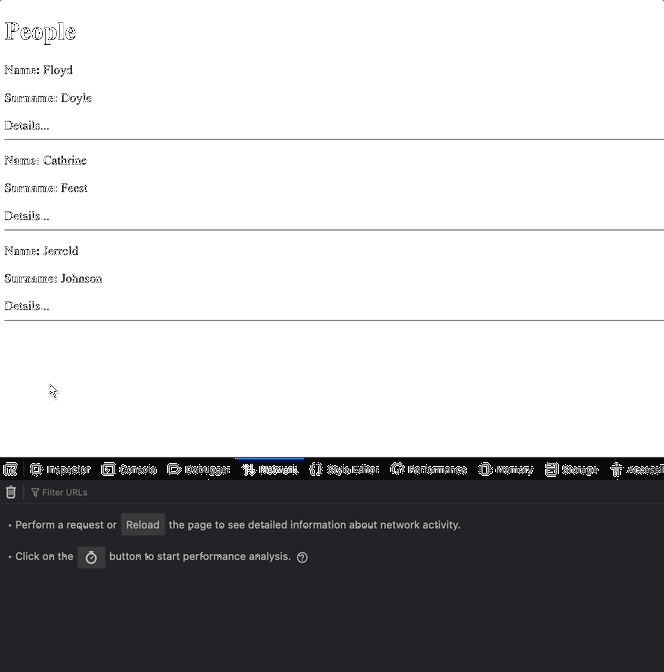 People
Name: Floyd
Surname: Doyle
Details...
Name: Cathrine
Surname: Feest
Details...
Name: Jerrold
Surname: Johnson
Details...
Inspector Console Debugger Network Style Editor Performance Memory Storage
Filter URLs
• Perform a request or Reload the page to see detailed information about network activity.
• Click on the button to start performance analysis.